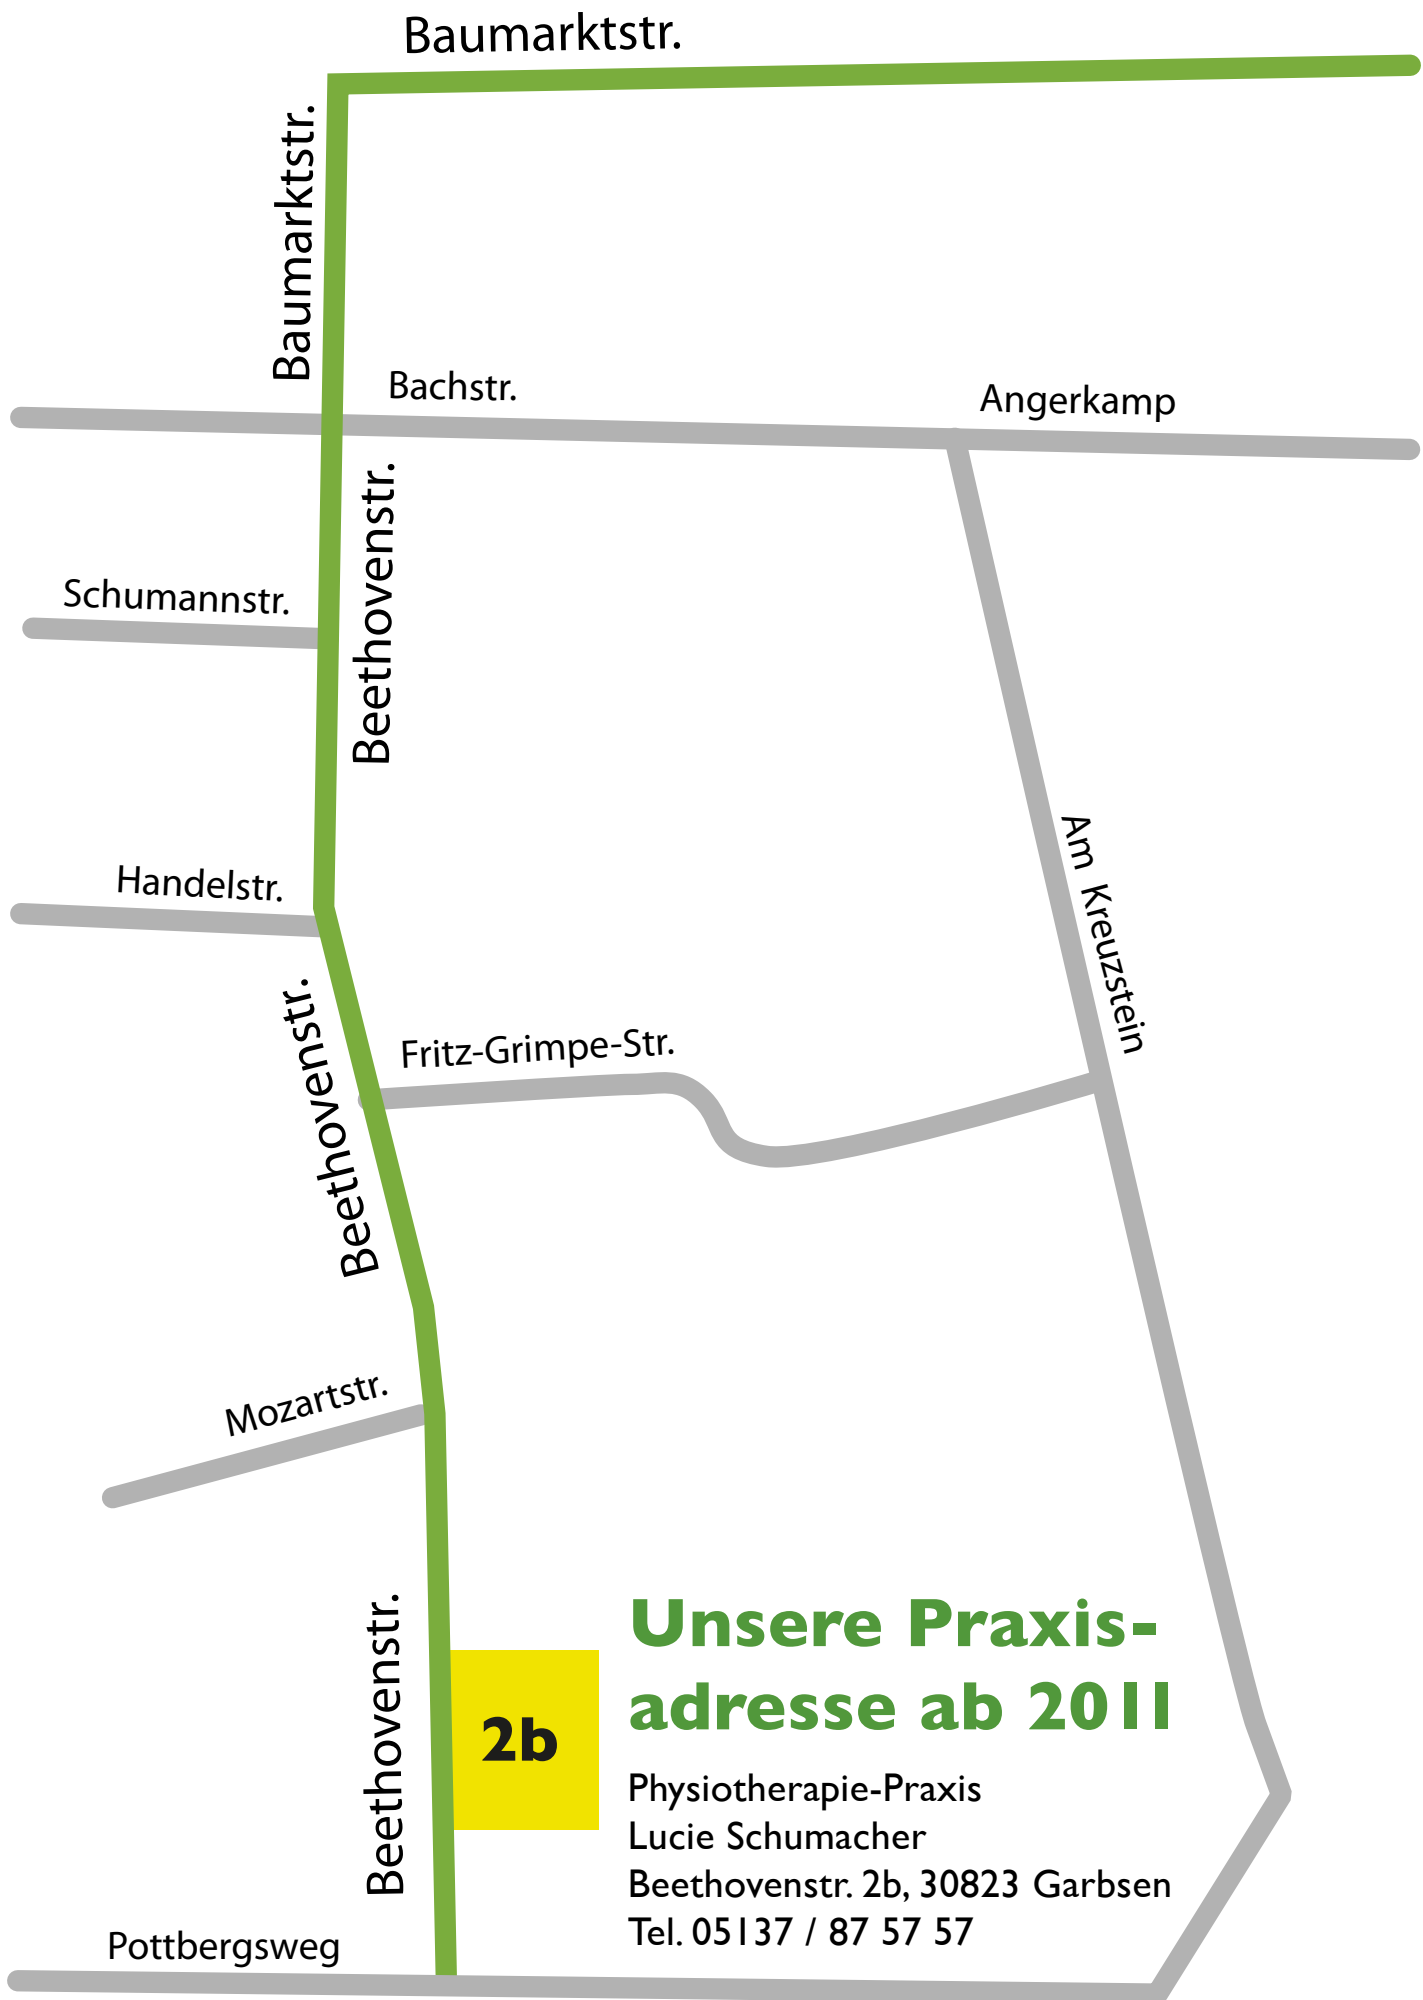 Baumarktstr.
Baumarktstr.
Bachstr.
Angerkamp
Beethovenstr.
Schumannstr.
Am Kreuzstein
Handelstr.
Beethovenstr.
Fritz-Grimpe-Str.
Mozartstr.
Beethovenstr.
2b
Unsere Praxis-
adresse ab 2011
Physiotherapie-Praxis
Lucie Schumacher
Beethovenstr. 2b, 30823 Garbsen
Tel. 05137 / 87 57 57
Pottbergsweg